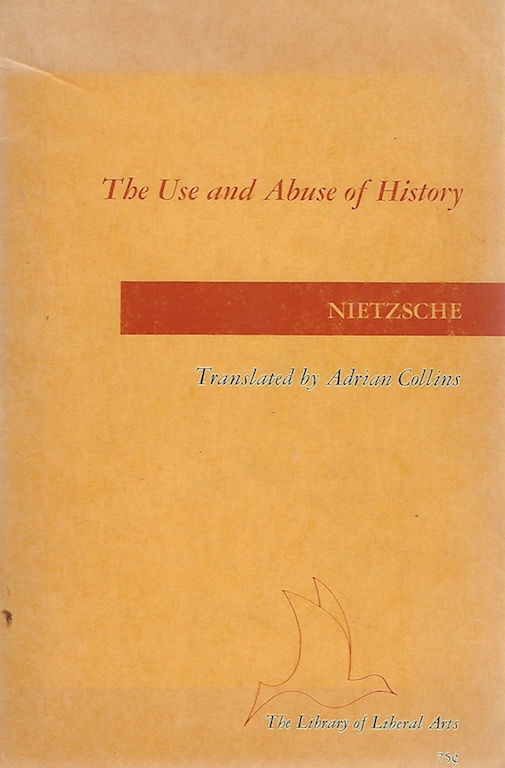 The Use and Abuse of History
NIETZSCHE
Translated by Adrian Collins
The Library of Liberal Arts
75¢